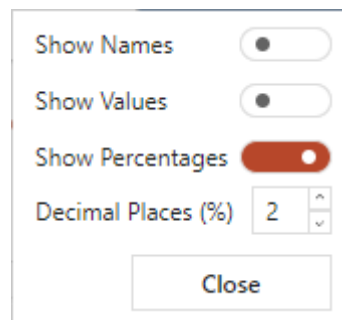 Show Names
Show Values
Show Percentages
Decimal Places (%) 2
Close